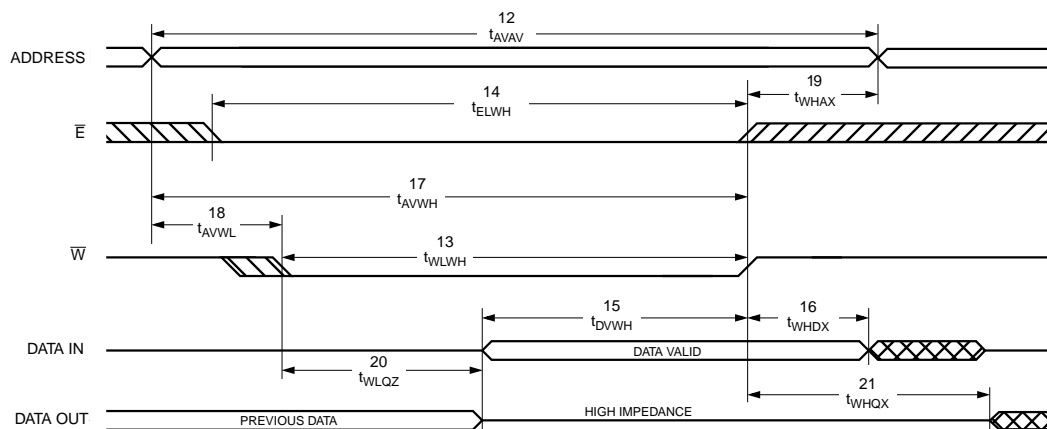 12
tAVAV
ADDRESS
14
tELWH
19
tWHAX
E
17
tAVWH
18
tAVWL
13
tWLWH
W
15
tDVWH
16
tWHDX
DATA IN
DATA VALID
20
tWLQZ
21
tWHQX
DATA OUT
PREVIOUS DATA
HIGH IMPEDANCE